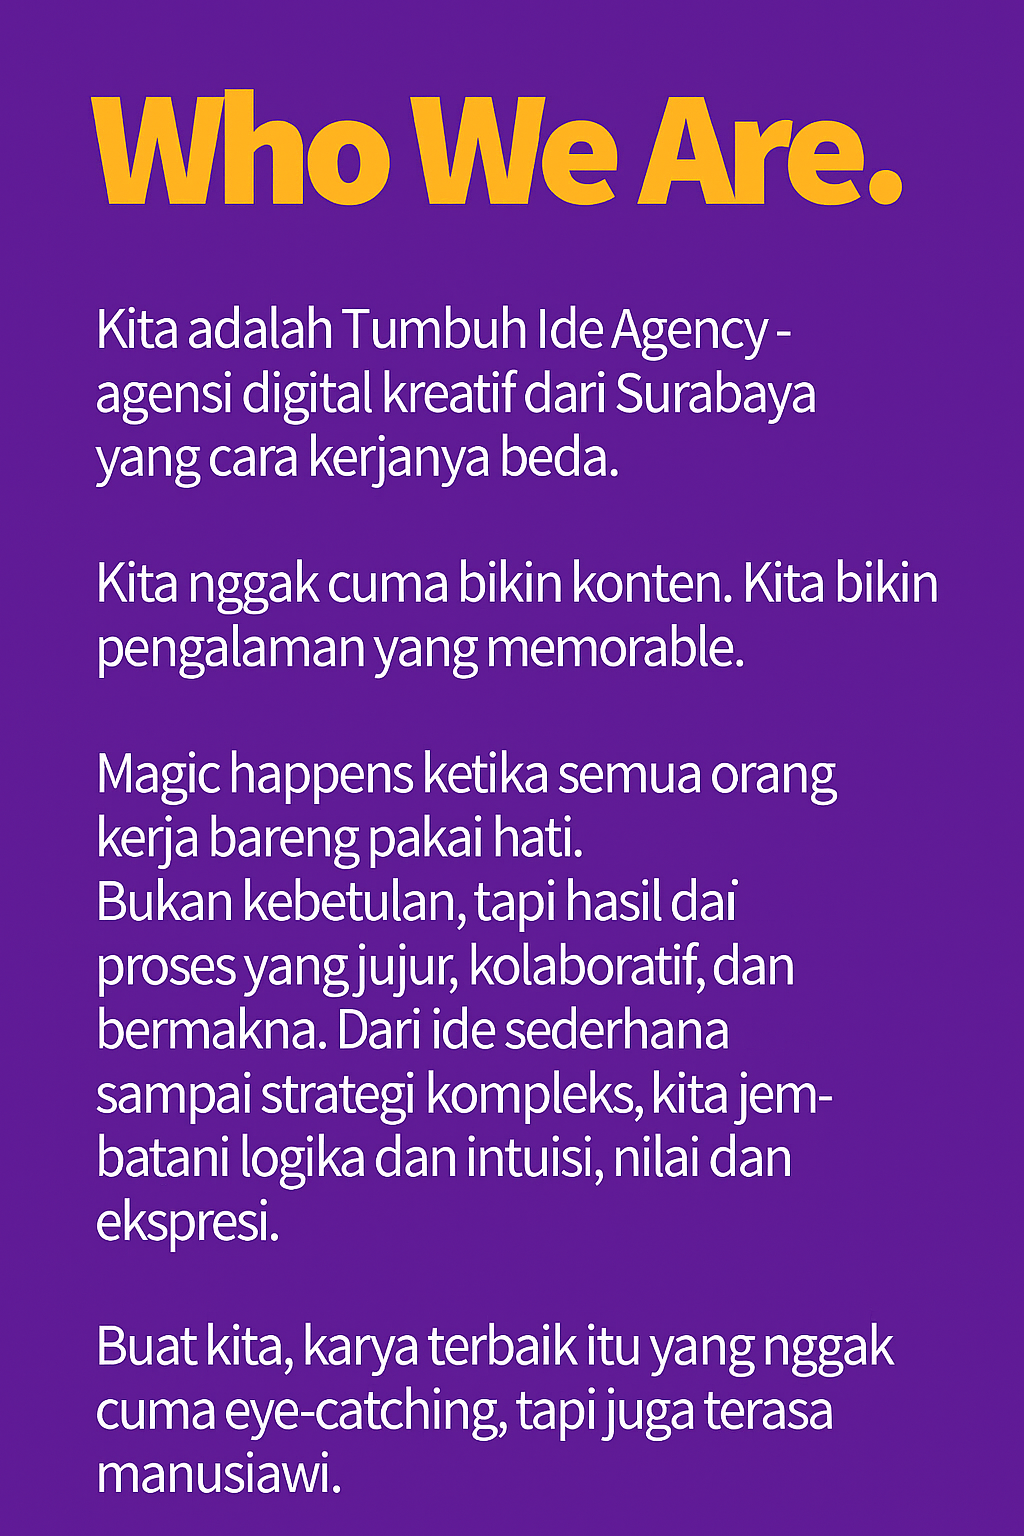 Who We Are.
Kita adalah Tumbuh Ide Agency -
agensi digital kreatif dari Surabaya
yang cara kerjanya beda.
Kita nggak cuma bikin konten. Kita bikin
pengalaman yang memorable.
Magic happens ketika semua orang
kerja bareng pakai hati.
Bukan kebetulan, tapi hasil dai
proses yang jujur, kolaboratif, dan
bermakna. Dari ide sederhana
sampai strategi kompleks, kita jem-
batani logika dan intuisi, nilai dan
ekspresi.
Buat kita, karya terbaik itu yang nggak
cuma eye-catching, tapi juga terasa
manusiawi.